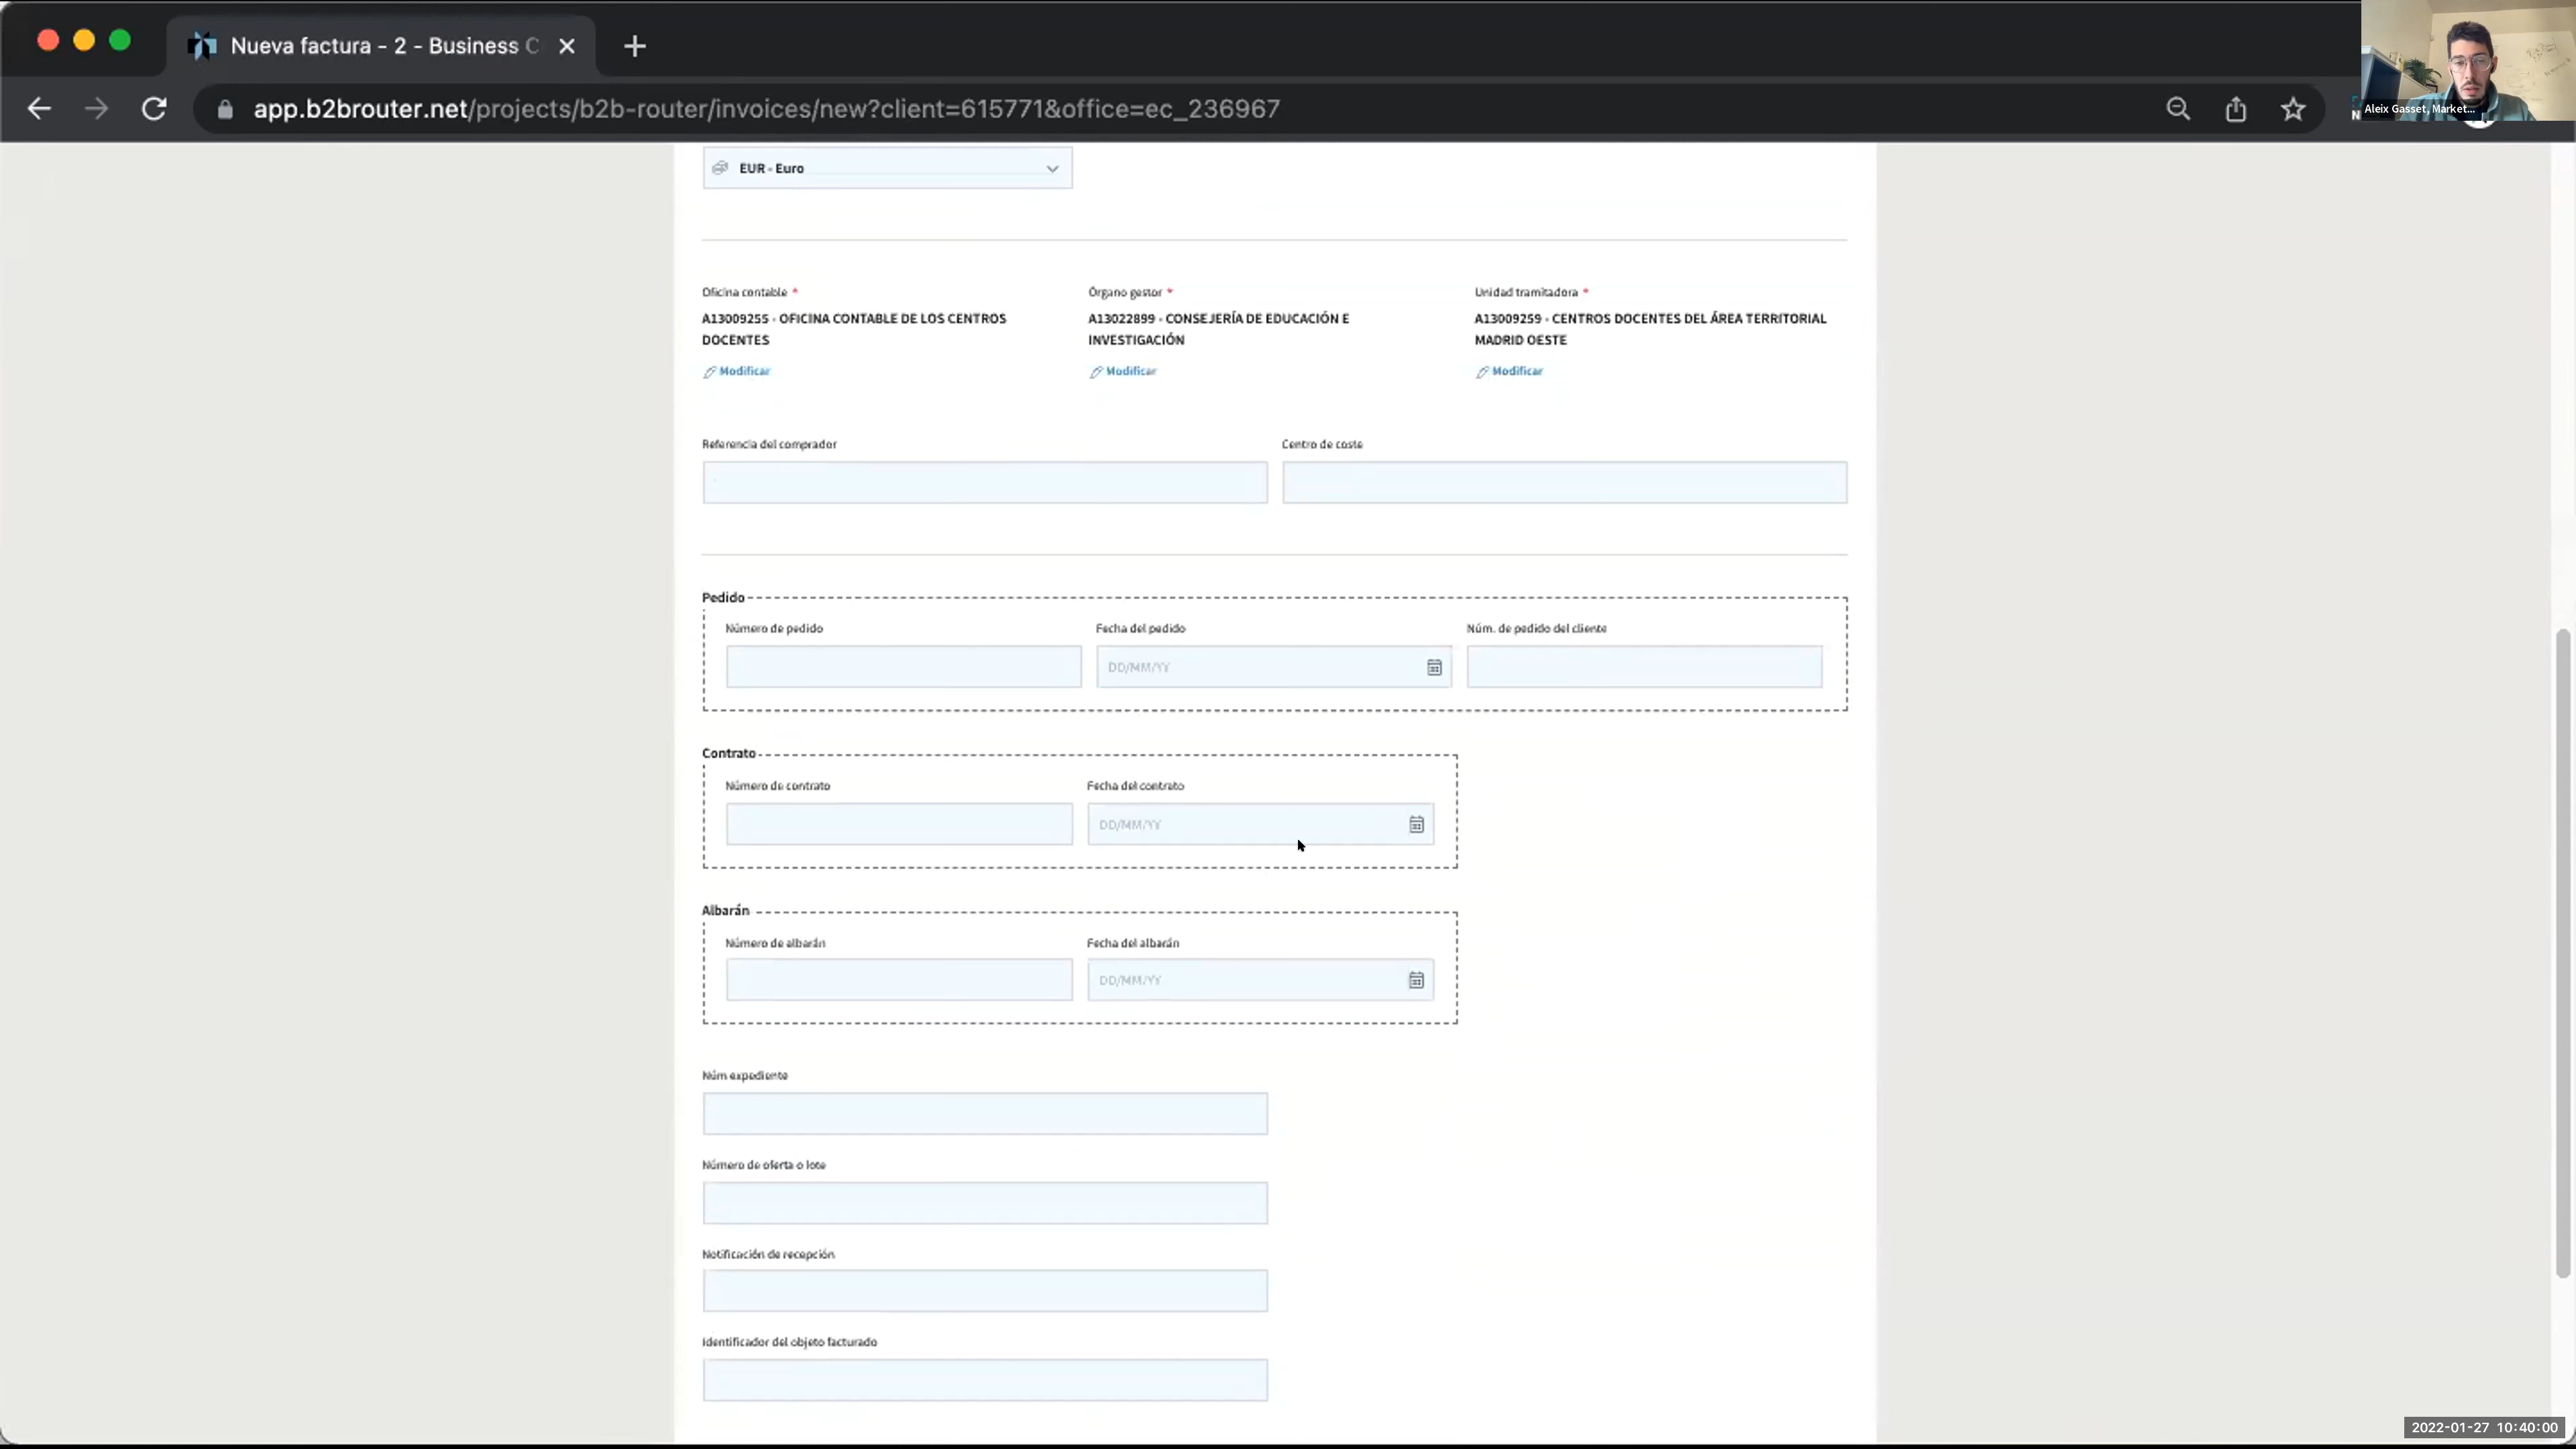 Nueva factura - 2 - Business C
app.b2brouter.net/projects/b2b-router/invoices/new?client=615771&office=ec_236967
Aleix Gasset, Market...
EUR - Euro
Oficina contable *
Órgano gestor *
Unidad tramitadora *
A13009255 - OFICINA CONTABLE DE LOS CENTROS
DOCENTES
A13022899 - CONSEJERÍA DE EDUCACIÓN E
INVESTIGACIÓN
A13009259 - CENTROS DOCENTES DEL ÁREA TERRITORIAL
MADRID OESTE
Modificar
Modificar
Modificar
Referencia del comprador
Centro de coste
Pedido
Número de pedido
Fecha del pedido
Núm. de pedido del cliente
DD/MM/YY
Contrato
Número de contrato
Fecha del contrato
DD/MM/YY
Albarán
Número de albarán
Fecha del albarán
DD/MM/YY
Núm expediente
Número de oferta o lote
Notificación de recepción
Identificador del objeto facturado
2022-01-27 10:40:00